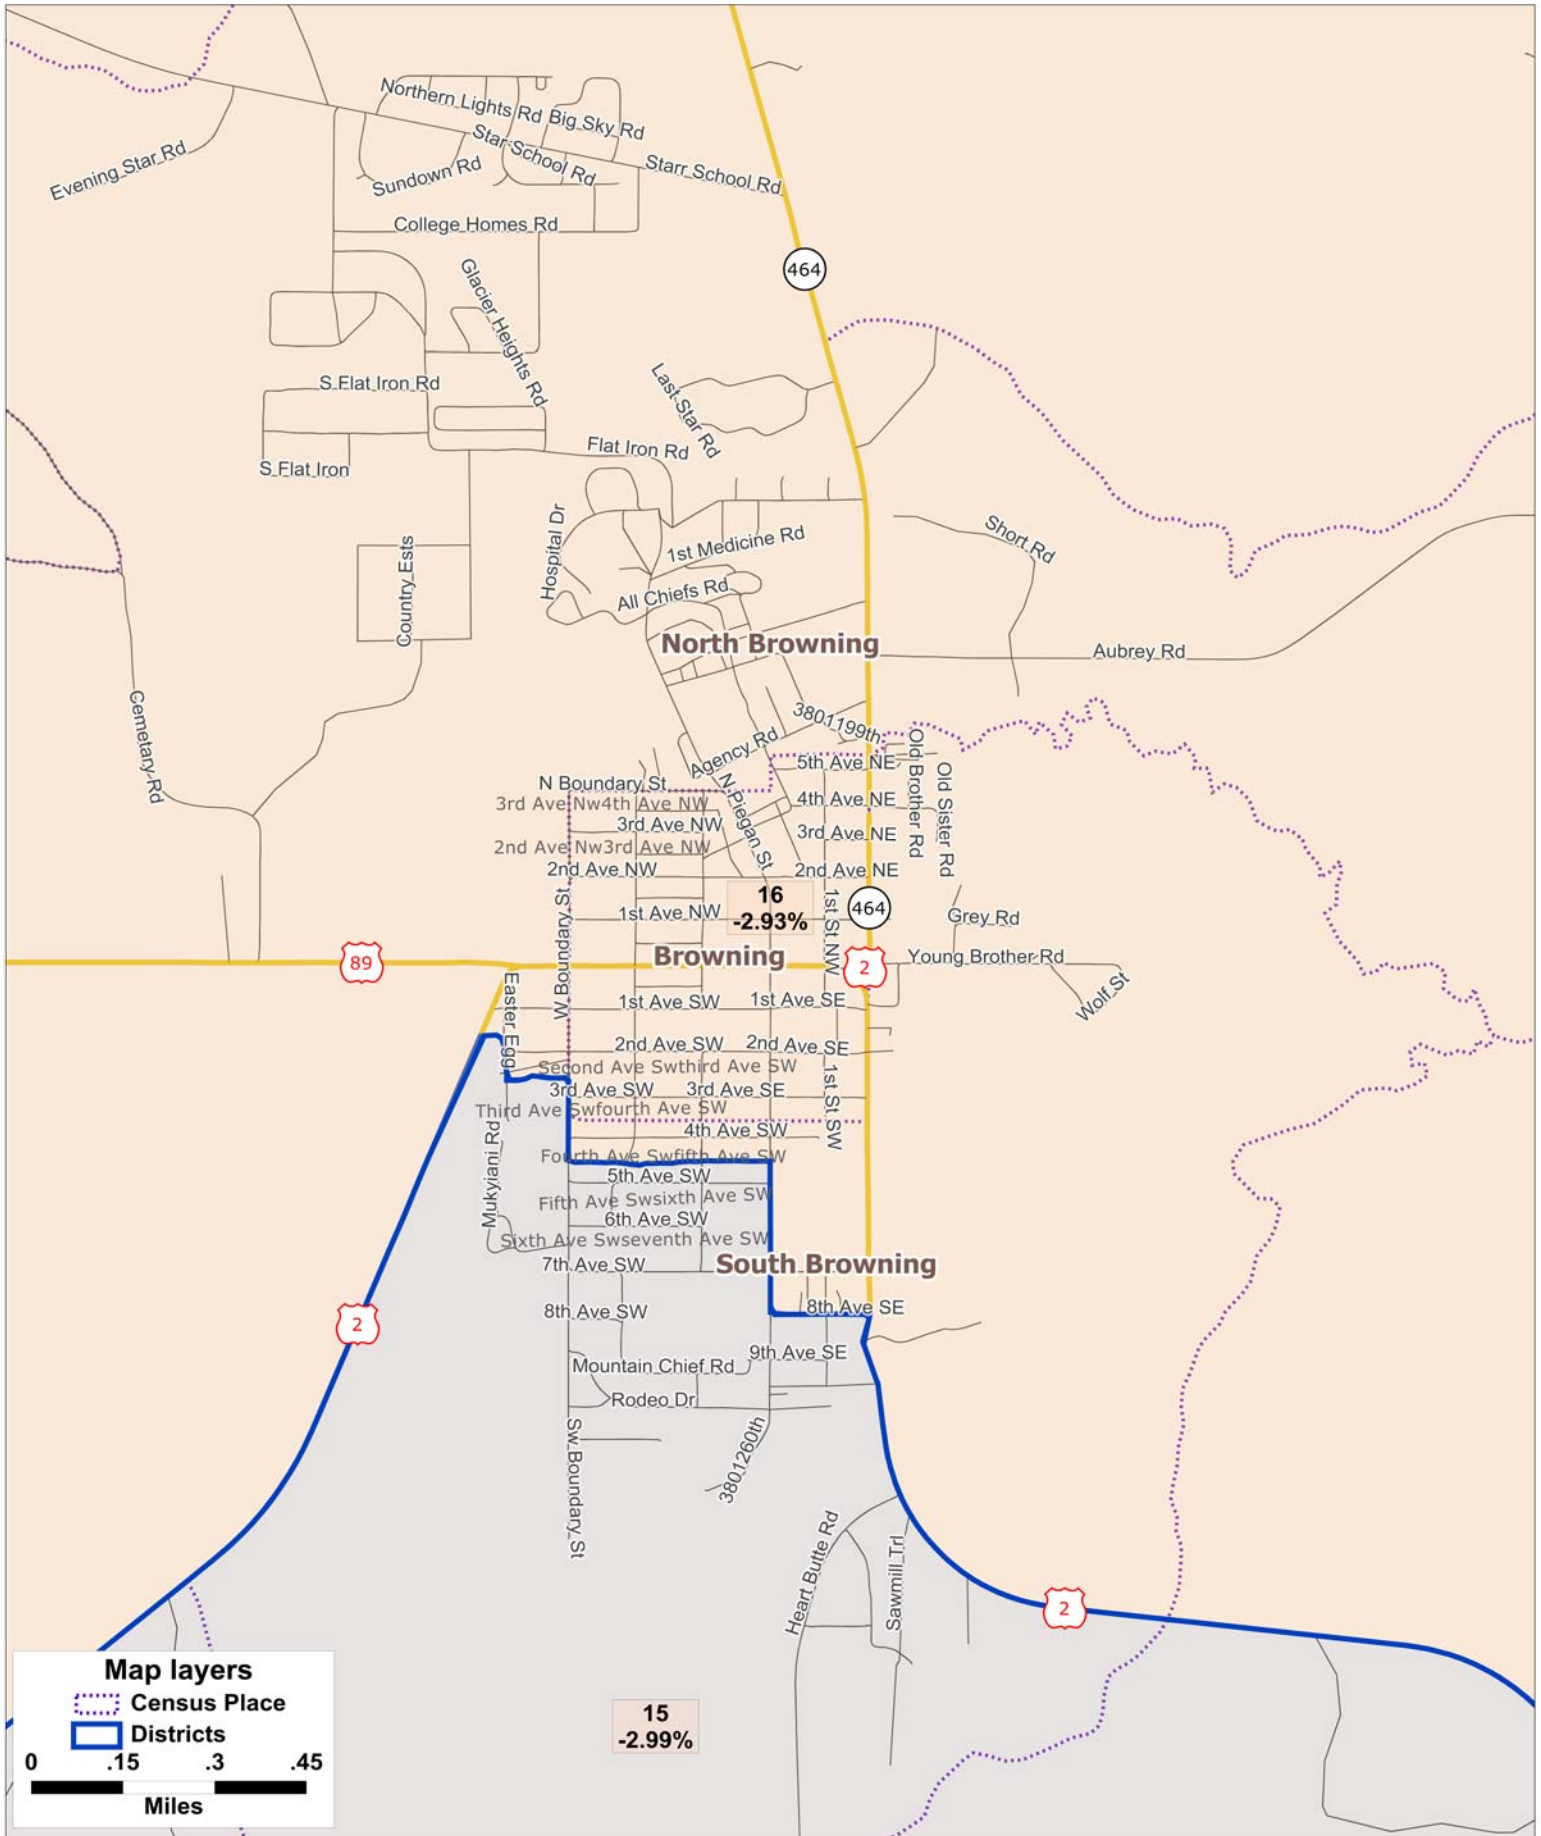 Northern Lights Rd
Big Sky Rd
Star School Rd
Starr School Rd
Evening Star Rd
Sundown Rd
College Homes Rd
464
Glacier Heights Rd
S Flat Iron Rd
Last Star Rd
Flat Iron Rd
S Flat Iron
Hospital Dr
1st Medicine Rd
Short Rd
Country Ests
All Chiefs Rd
North Browning
Aubrey Rd
Cemetary Rd
3801199th
Agency Rd
Old Brother Rd
5th Ave NE
Old Sister Rd
N Boundary St
N Piegan St
3rd Ave Nw4th Ave NW
4th Ave NE
3rd Ave NW
3rd Ave NE
2nd Ave Nw3rd Ave NW
2nd Ave NW
2nd Ave NE
16
-2.93%
W Boundary St
1st Ave NW
1st St NW
464
Grey Rd
Browning
89
2
Young Brother Rd
Wolf St
Easter Egg
1st Ave SW
1st Ave SE
2nd Ave SW
2nd Ave SE
Second Ave Swthird Ave SW
3rd Ave SW
3rd Ave SE
1st St SW
Third Ave Swfourth Ave SW
4th Ave SW
Mukyiani Rd
Fourth Ave Swfifth Ave SW
5th Ave SW
Fifth Ave Swsixth Ave SW
6th Ave SW
Sixth Ave Swseventh Ave SW
7th Ave SW
South Browning
8th Ave SW
8th Ave SE
2
9th Ave SE
Mountain Chief Rd
Rodeo Dr
Sw Boundary St
3801260th
Heart Butte Rd
Sawmill Trl
2
15
-2.99%
Map layers
Census Place
Districts
0 .15 .3 .45
Miles